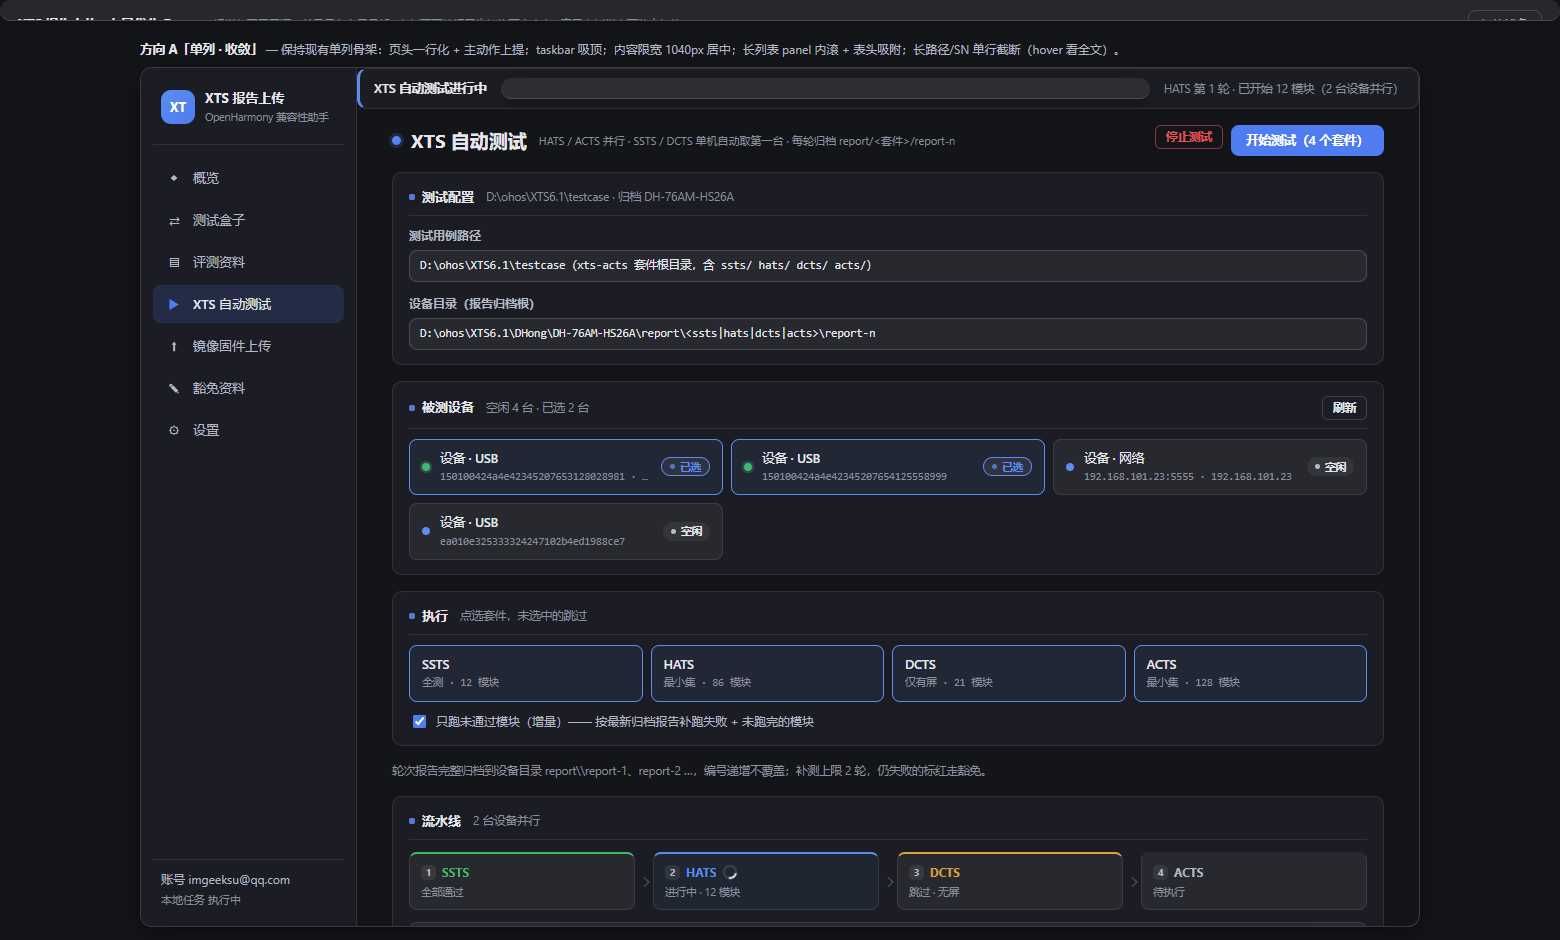 方向 A「单列 · 收敛」 — 保持现有单列骨架；页头一行化 + 主动作上提；taskbar 吸顶；内容限宽 1040px 居中；长列表 panel 内滚 + 表头吸附；长路径/SN 单行截断（hover 看全文）。
XT
XTS 报告上传
OpenHarmony 兼容性助手
概览
测试盒子
评测资料
XTS 自动测试
镜像固件上传
豁免资料
设置
账号 imgeeksu@qq.com
本地任务 执行中
XTS 自动测试进行中
HATS 第 1 轮 · 已开始 12 模块（2 台设备并行）
XTS 自动测试
HATS / ACTS 并行 · SSTS / DCTS 单机自动取第一台 · 每轮归档 report/<套件>/report-n
停止测试
开始测试（4 个套件）
测试配置
D:\ohos\XTS6.1\testcase · 归档 DH-76AM-HS26A
测试用例路径
D:\ohos\XTS6.1\testcase（xts-acts 套件根目录，含 ssts/ hats/ dcts/ acts/）
设备目录（报告归档根）
D:\ohos\XTS6.1\DHong\DH-76AM-HS26A\report\<ssts|hats|dcts|acts>\report-n
被测设备
空闲 4 台 · 已选 2 台
刷新
设备 · USB
150100424a4e42345207653128028981 · …
已选
设备 · USB
150100424a4e42345207654125558999
已选
设备 · 网络
192.168.101.23:5555 · 192.168.101.23
空闲
设备 · USB
ea010e325333324247102b4ed1988ce7
空闲
执行
点选套件，未选中的跳过
SSTS
全测 · 12 模块
HATS
最小集 · 86 模块
DCTS
仅有屏 · 21 模块
ACTS
最小集 · 128 模块
只跑未通过模块（增量）—— 按最新归档报告补跑失败 + 未跑完的模块
轮次报告完整归档到设备目录 report\\report-1、report-2 …，编号递增不覆盖；补测上限 2 轮，仍失败的标红走豁免。
流水线
2 台设备并行
1 SSTS
全部通过
2 HATS
进行中 · 12 模块
3 DCTS
跳过 · 无屏
4 ACTS
待执行